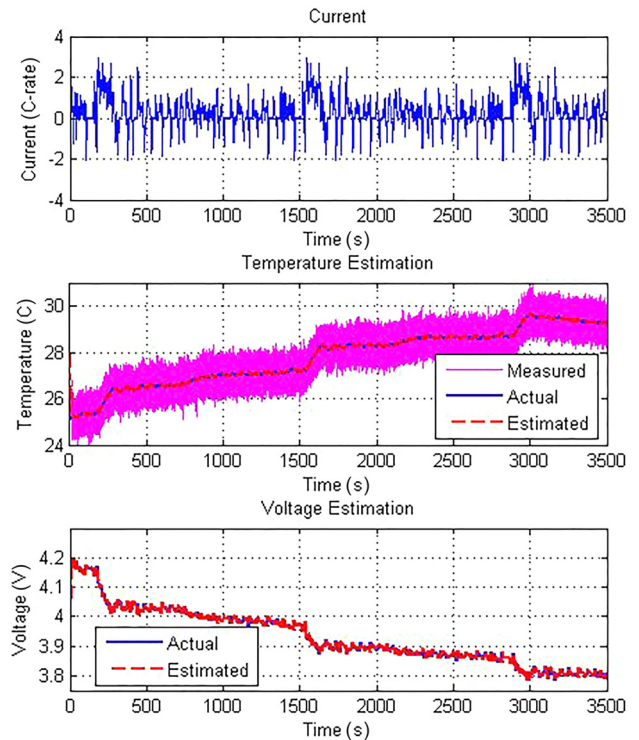 Current
Current (C-rate)
4
2
0
-2
-4
0 500 1000 1500 2000 2500 3000 3500
Time (s)
Temperature Estimation
Temperature (C)
30
28
26
24
Measured
Actual
Estimated
0 500 1000 1500 2000 2500 3000 3500
Time (s)
Voltage Estimation
Voltage (V)
4.2
4.1
4
3.9
3.8
Actual
Estimated
0 500 1000 1500 2000 2500 3000 3500
Time (s)